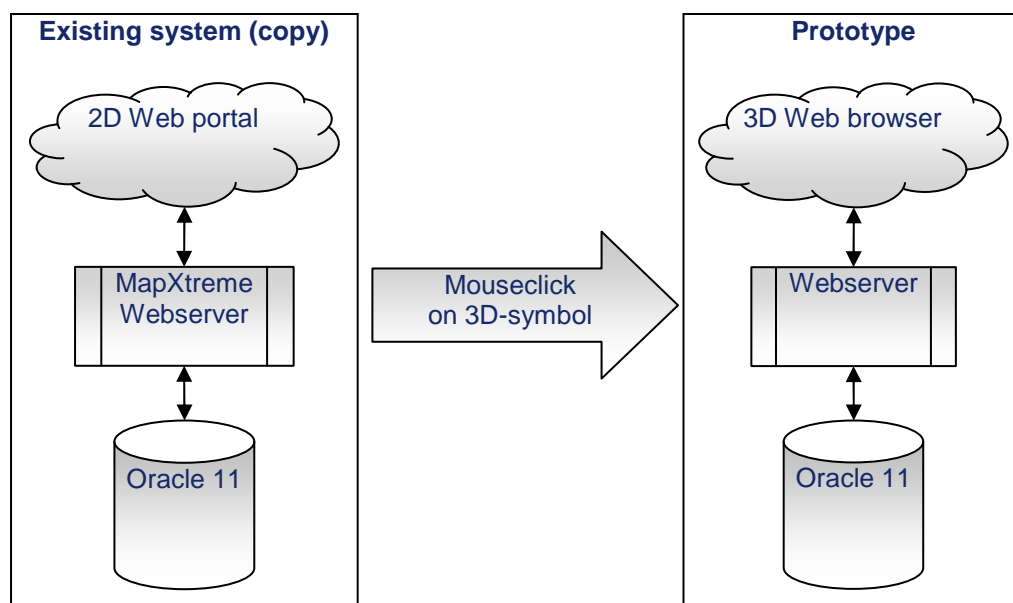 Existing system (copy)
2D Web portal
MapXtreme
Webserver
Oracle 11
Mouseclick
on 3D-symbol
Prototype
3D Web browser
Webserver
Oracle 11